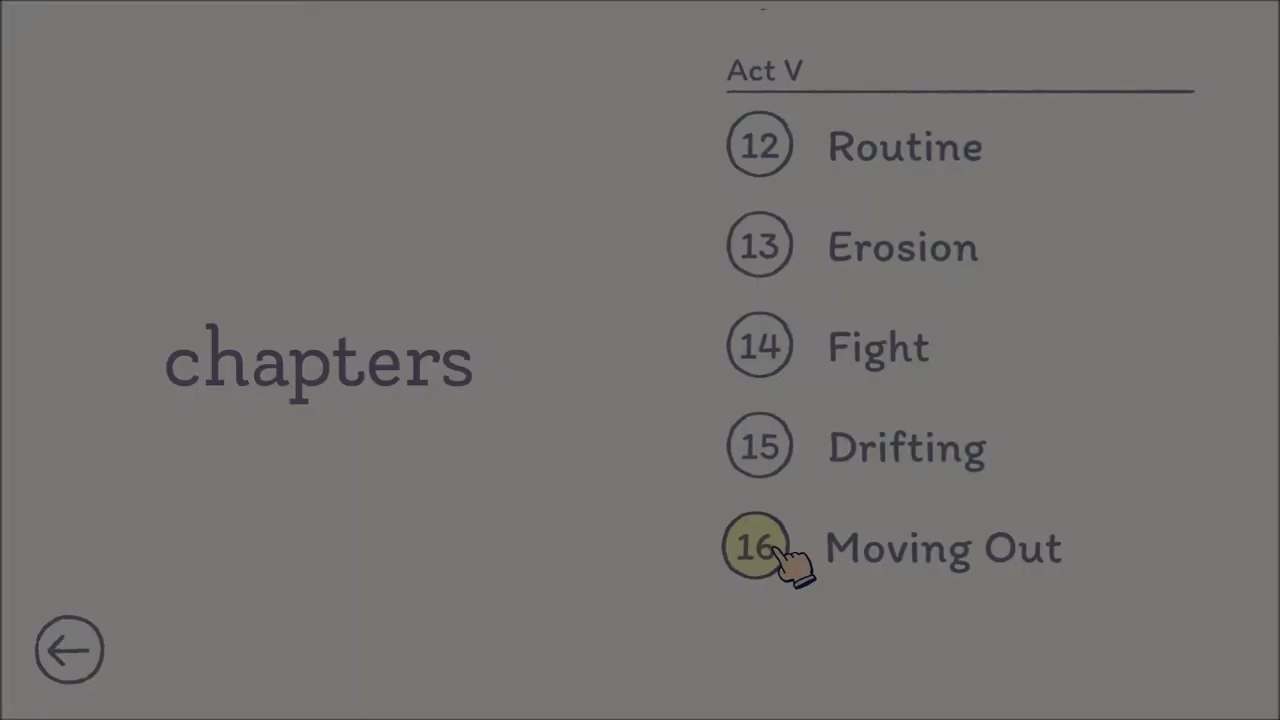 chapters
Act V
12 Routine
13 Erosion
14 Fight
15 Drifting
16 Moving Out